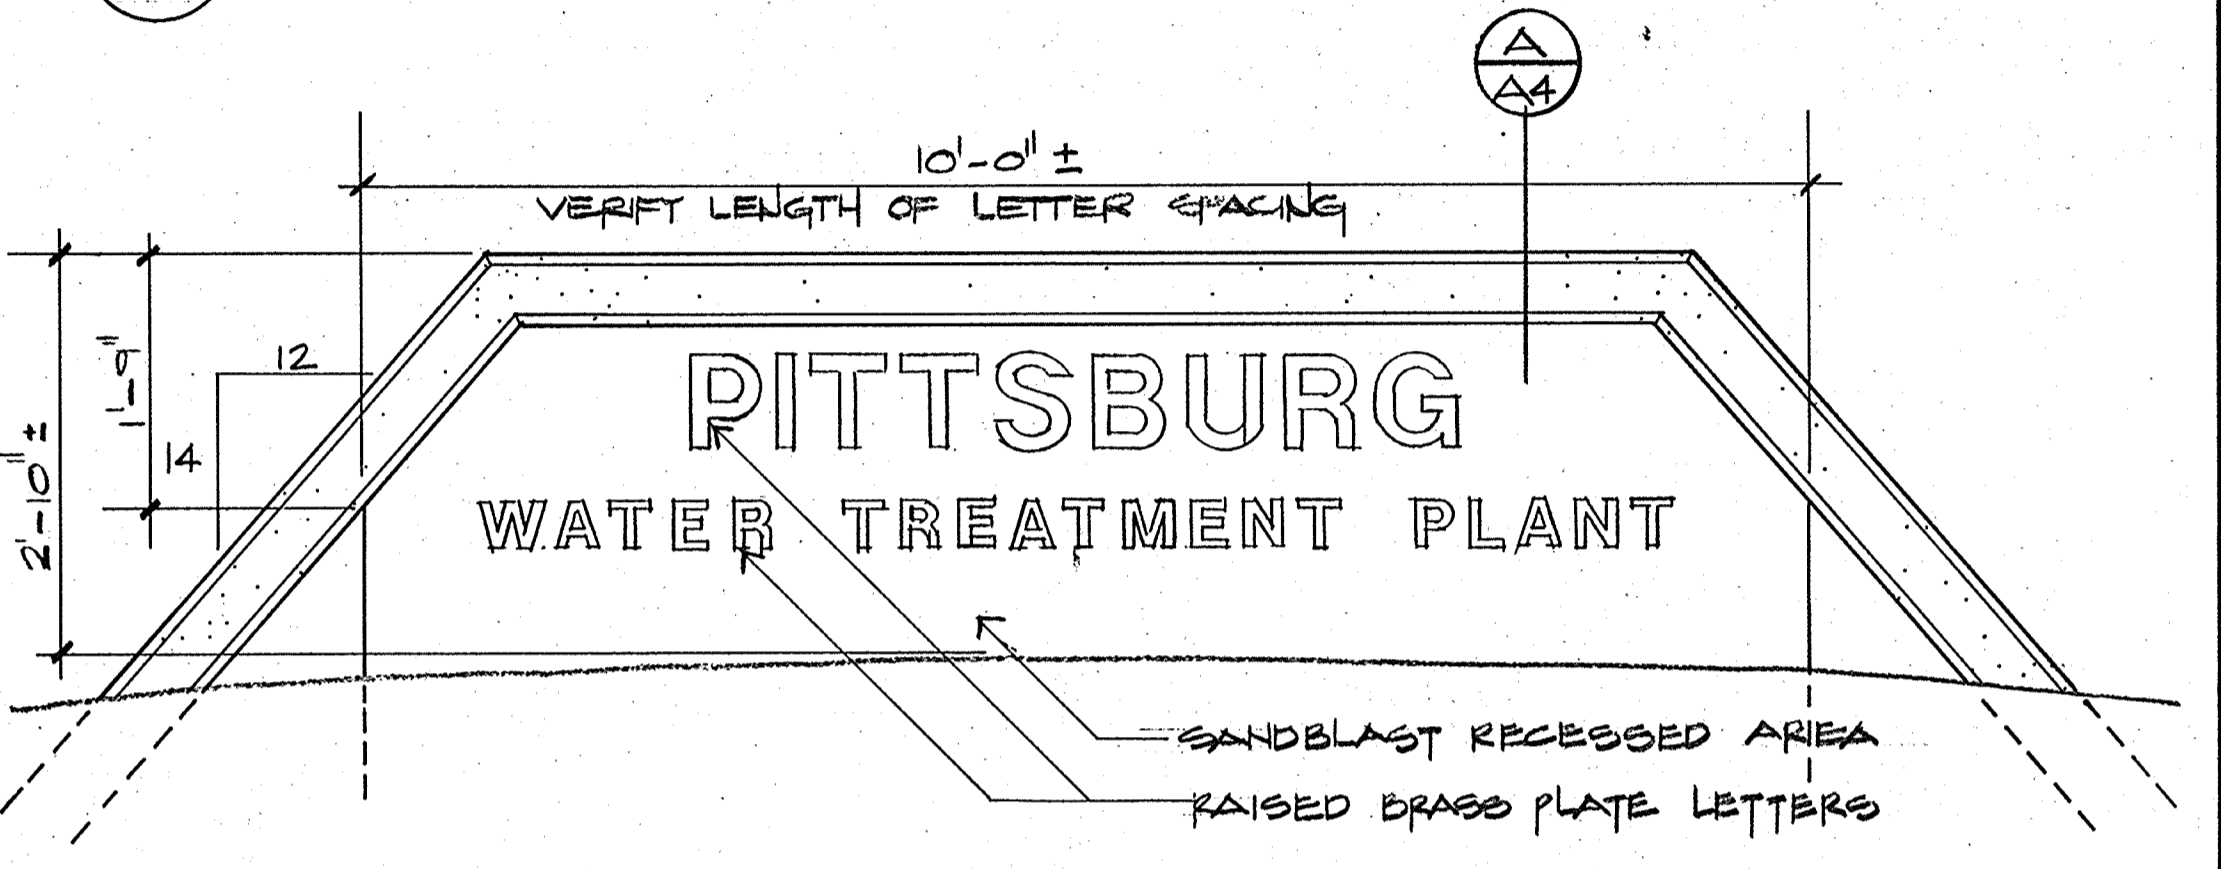 A
A4
10'-0" ±
VERIFY LENGTH OF LETTER SPACING
12
1'-9"
14
2'-10" ±
PITTSBURG
WATER TREATMENT PLANT
SANDBLAST RECESSED AREA
RAISED BRASS PLATE LETTERS